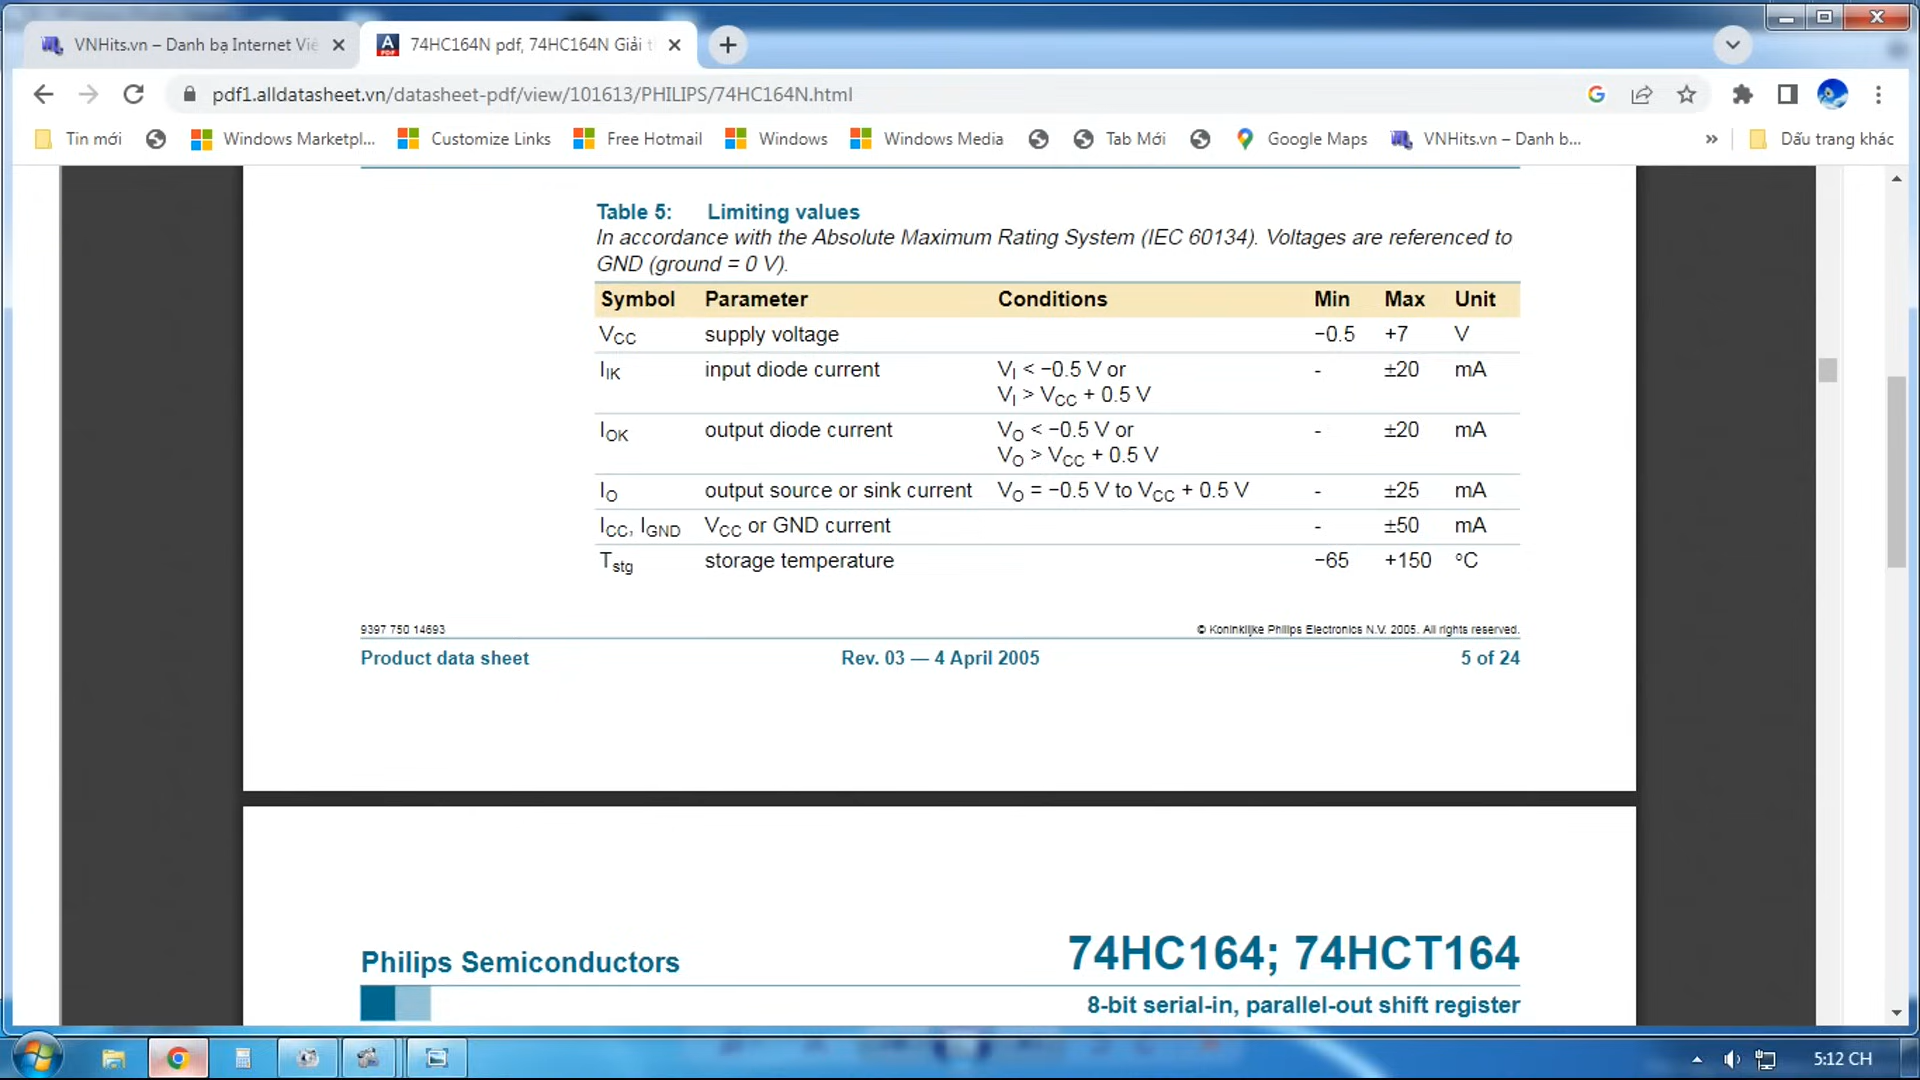 VNHits.vn – Danh bạ Internet Việ
74HC164N pdf, 74HC164N Giải t
pdf1.alldatasheet.vn/datasheet-pdf/view/101613/PHILIPS/74HC164N.html
Tin mới Windows Marketpl... Customize Links Free Hotmail Windows Windows Media Tab Mới Google Maps VNHits.vn – Danh b... » Dấu trang khác
Table 5: Limiting values
In accordance with the Absolute Maximum Rating System (IEC 60134). Voltages are referenced to
GND (ground = 0 V).
Symbol Parameter Conditions Min Max Unit
VCC supply voltage −0.5 +7 V
IIK input diode current VI < −0.5 V or - ±20 mA
VI > VCC + 0.5 V
IOK output diode current VO < −0.5 V or - ±20 mA
VO > VCC + 0.5 V
IO output source or sink current VO = −0.5 V to VCC + 0.5 V - ±25 mA
ICC, IGND VCC or GND current - ±50 mA
Tstg storage temperature −65 +150 °C
9397 750 14693 © Koninklijke Philips Electronics N.V. 2005. All rights reserved.
Product data sheet Rev. 03 — 4 April 2005 5 of 24
Philips Semiconductors 74HC164; 74HCT164
8-bit serial-in, parallel-out shift register
5:12 CH